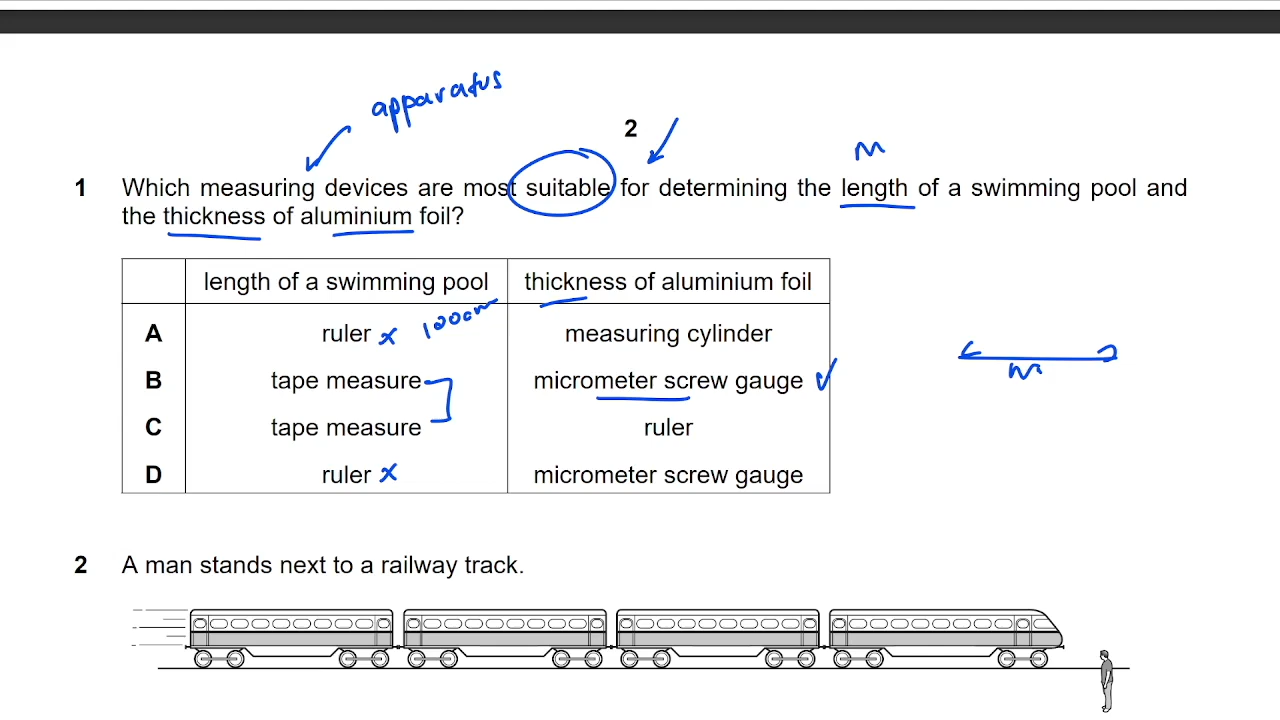 apparatus
2
M
1 Which measuring devices are most suitable for determining the length of a swimming pool and
the thickness of aluminium foil?
length of a swimming pool thickness of aluminium foil
A ruler x 100cm measuring cylinder
B tape measure micrometer screw gauge ✓
C tape measure ruler
D ruler x micrometer screw gauge
m
2 A man stands next to a railway track.